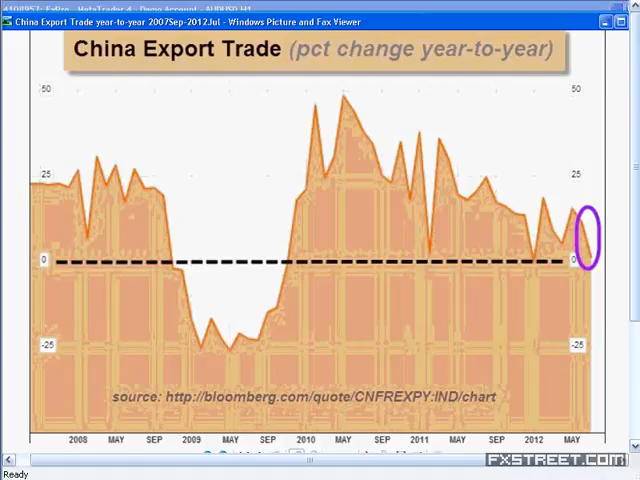 China Export Trade year-to-year 2007Sep-2012Jul - Windows Picture and Fax Viewer
China Export Trade (pct change year-to-year)
50 50
25 25
0 0
-25 -25
source: http://bloomberg.com/quote/CNFREXPY:IND/chart
2008 MAY SEP 2009 MAY SEP 2010 MAY SEP 2011 MAY SEP 2012 MAY
FXSTREET.COM
Ready